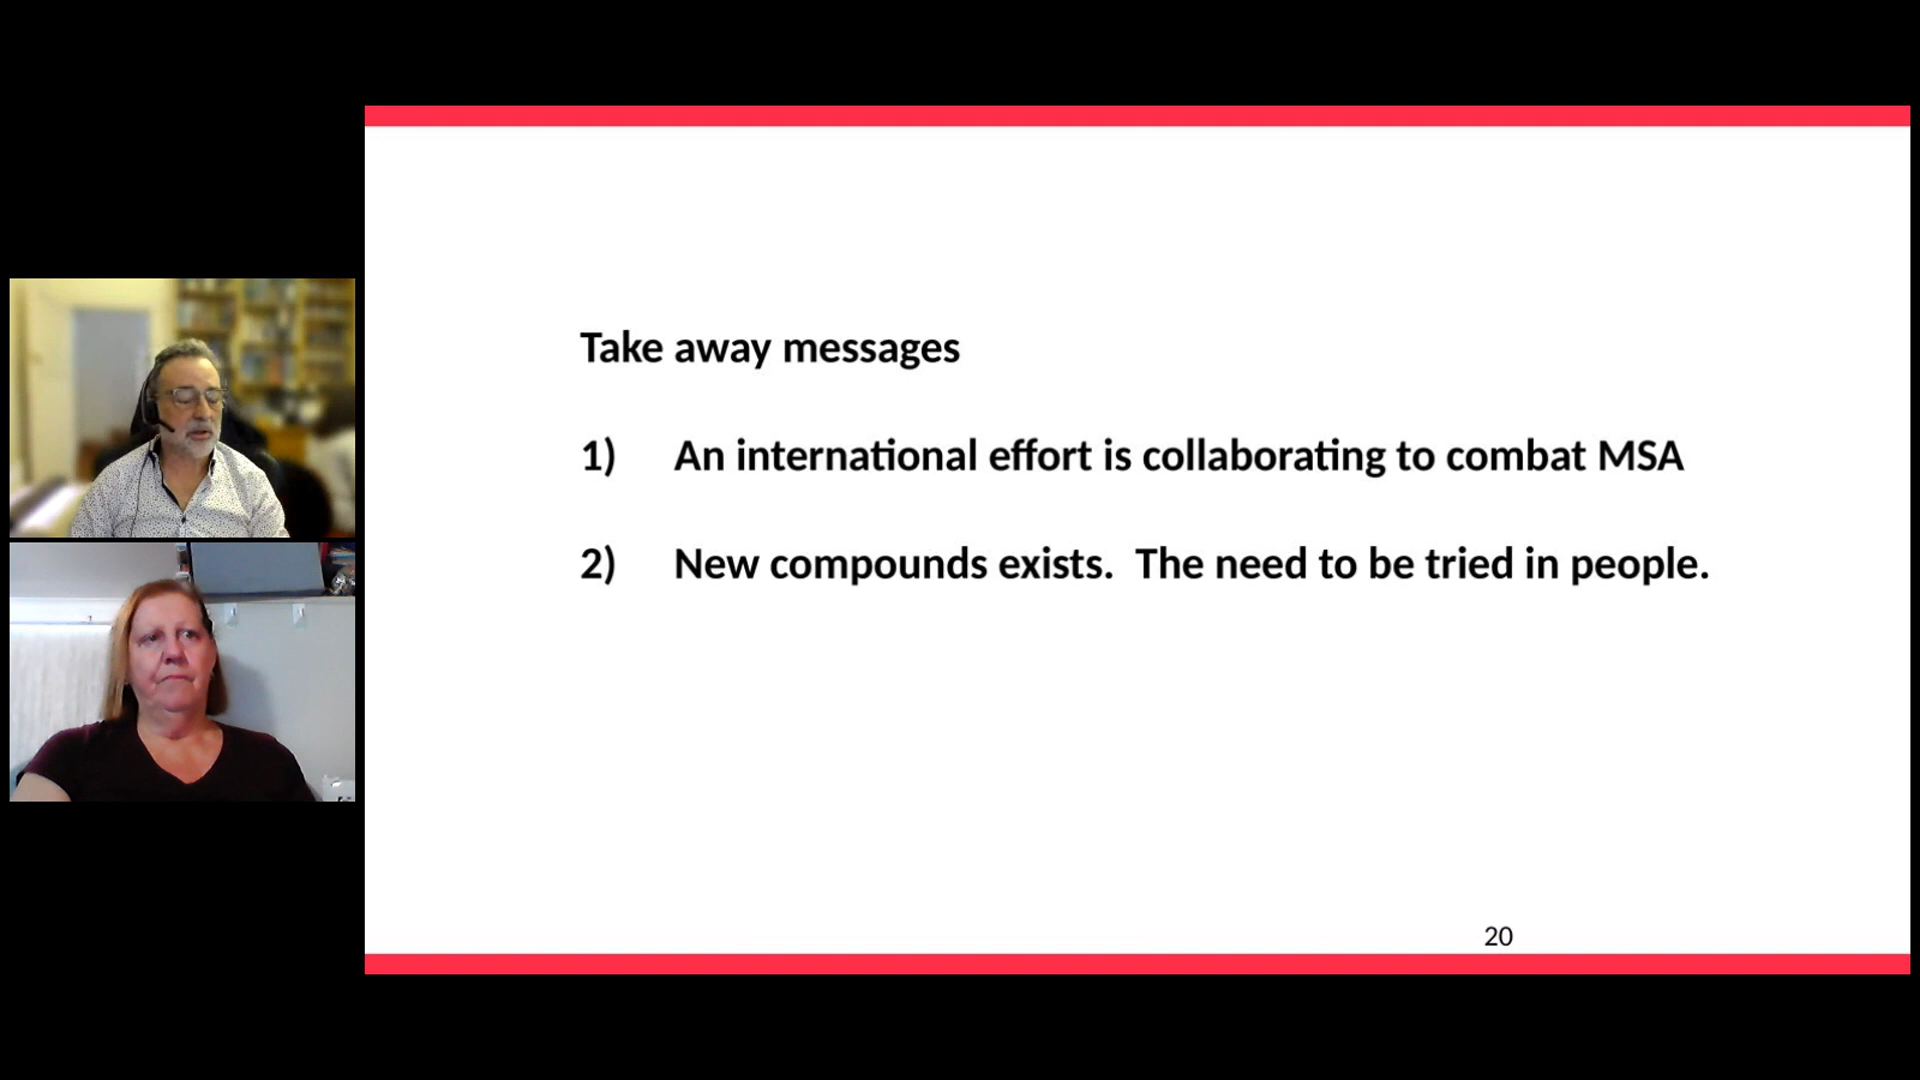 Take away messages
1) An international effort is collaborating to combat MSA
2) New compounds exists. The need to be tried in people.
20